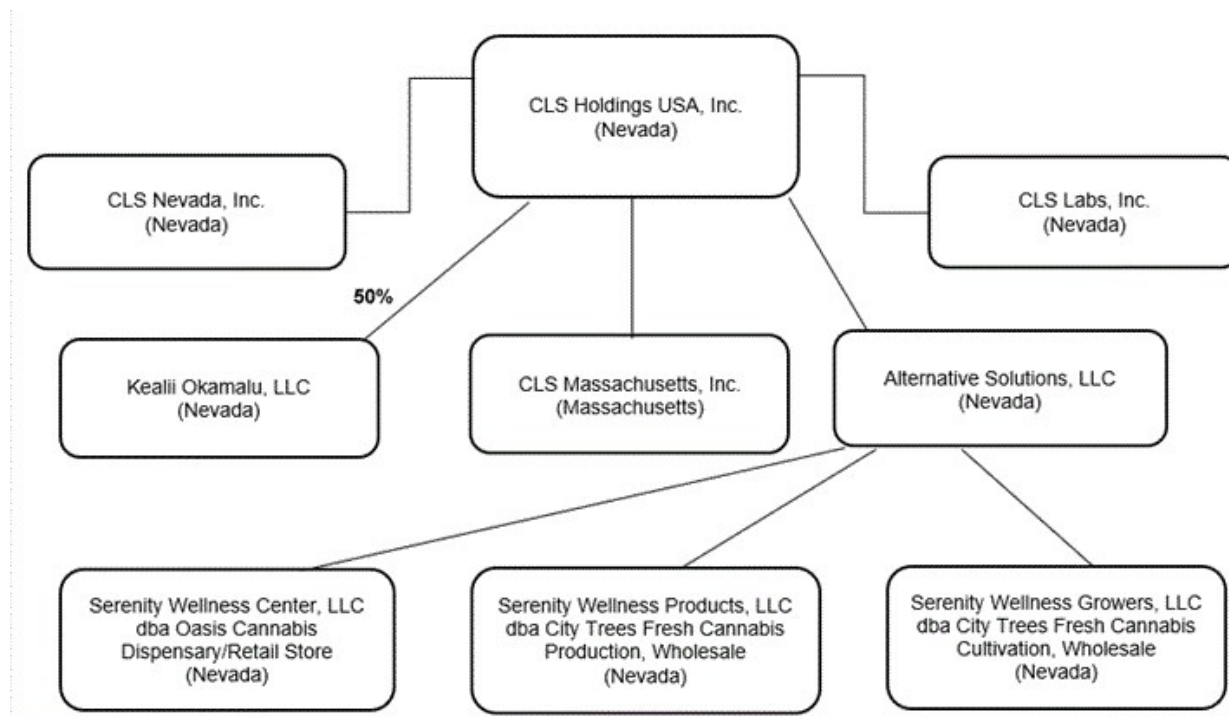 CLS Holdings USA, Inc.
(Nevada)
CLS Nevada, Inc.
(Nevada)
CLS Labs, Inc.
(Nevada)
50%
Kealii Okamalu, LLC
(Nevada)
CLS Massachusetts, Inc.
(Massachusetts)
Alternative Solutions, LLC
(Nevada)
Serenity Wellness Center, LLC
dba Oasis Cannabis
Dispensary/Retail Store
(Nevada)
Serenity Wellness Products, LLC
dba City Trees Fresh Cannabis
Production, Wholesale
(Nevada)
Serenity Wellness Growers, LLC
dba City Trees Fresh Cannabis
Cultivation, Wholesale
(Nevada)